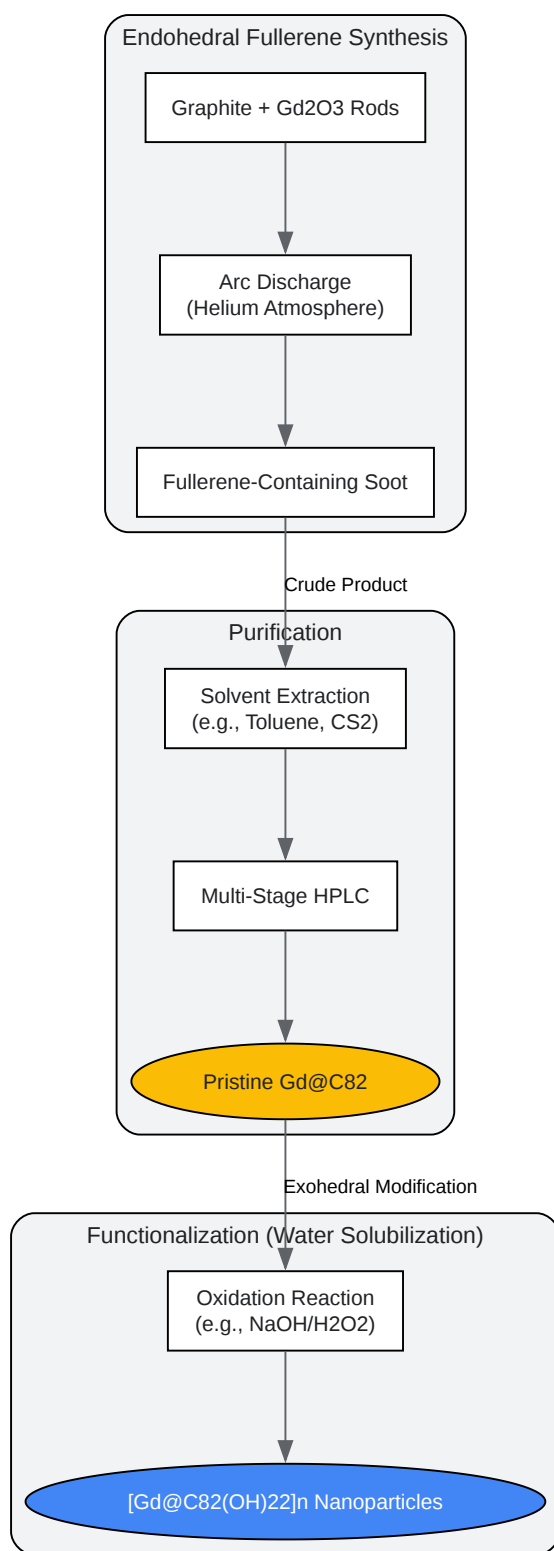 Endohedral Fullerene Synthesis
Graphite + Gd2O3 Rods
Arc Discharge
(Helium Atmosphere)
Fullerene-Containing Soot
Crude Product
Purification
Solvent Extraction
(e.g., Toluene, CS2)
Multi-Stage HPLC
Pristine Gd@C82
Exohedral Modification
Functionalization (Water Solubilization)
Oxidation Reaction
(e.g., NaOH/H2O2)
[Gd@C82(OH)22]n Nanoparticles